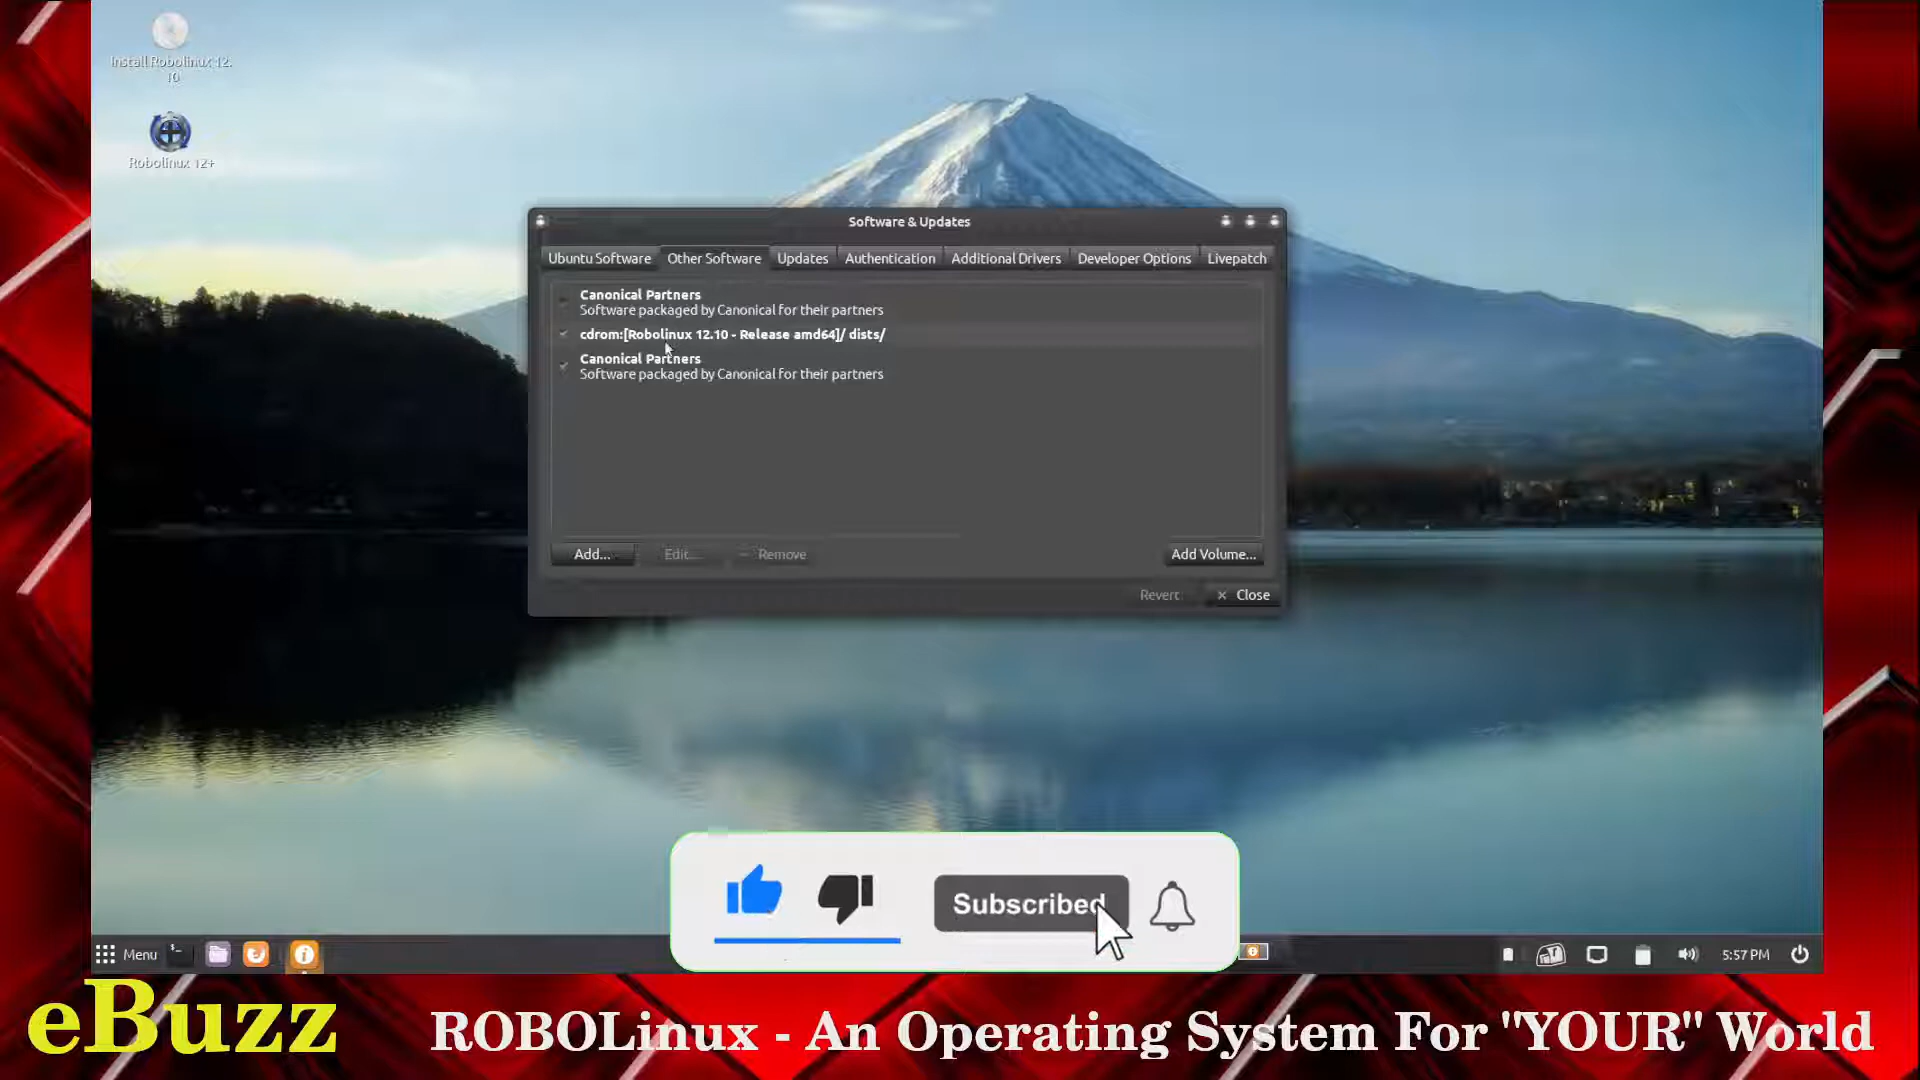 Install Robolinux 12.
10
Robolinux 12+
Software & Updates
Ubuntu Software
Other Software
Updates
Authentication
Additional Drivers
Developer Options
Livepatch
Canonical Partners
Software packaged by Canonical for their partners
cdrom:[Robolinux 12.10 - Release amd64]/ dists/
Canonical Partners
Software packaged by Canonical for their partners
Add...
Edit...
Remove
Add Volume...
Revert
Close
Subscribed
Menu
5:57 PM
eBuzz
ROBOLinux - An Operating System For "YOUR" World